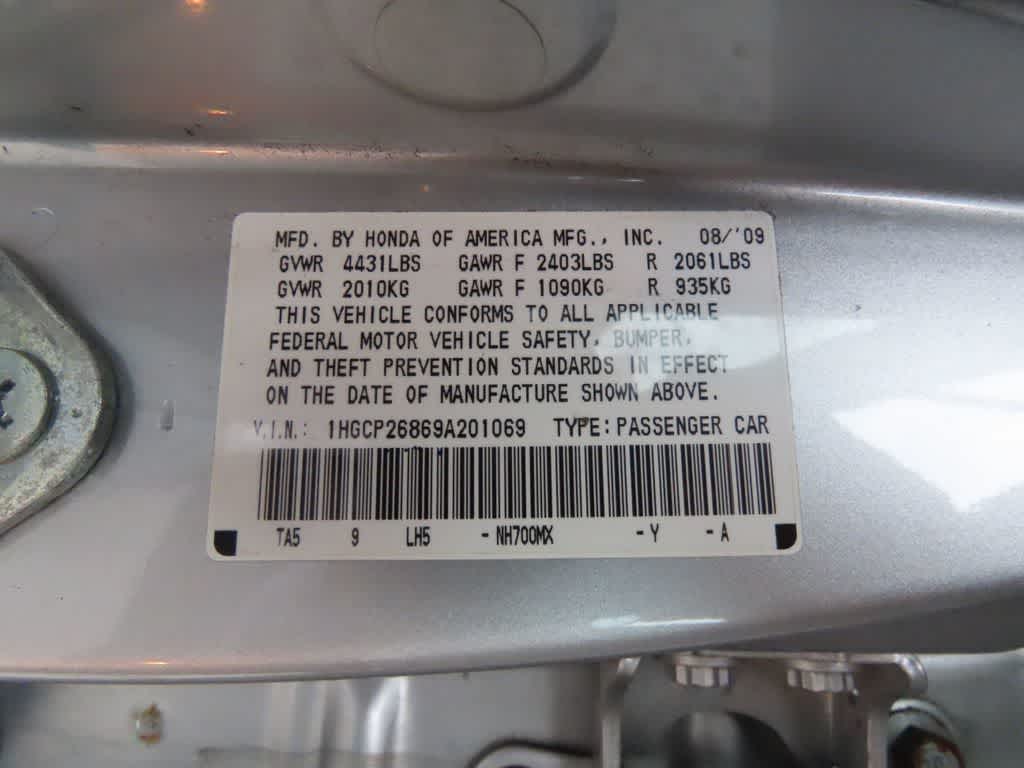 MFD. BY HONDA OF AMERICA MFG., INC. 08/'09
GVWR 4431LBS GAWR F 2403LBS R 2061LBS
GVWR 2010KG GAWR F 1090KG R 935KG
THIS VEHICLE CONFORMS TO ALL APPLICABLE
FEDERAL MOTOR VEHICLE SAFETY, BUMPER,
AND THEFT PREVENTION STANDARDS IN EFFECT
ON THE DATE OF MANUFACTURE SHOWN ABOVE.
V.I.N.: 1HGCP26869A201069 TYPE: PASSENGER CAR
TA5 9 LH5 -NH700MX -Y -A